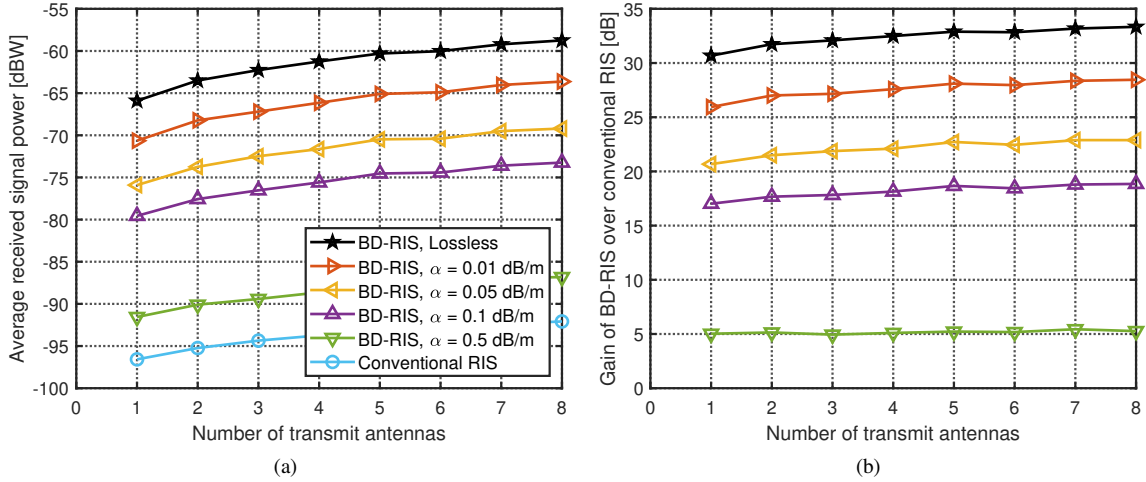 -55
-60
-65
-70
-75
-80
-85
-90
-95
-100
Average received signal power [dBW]
BD-RIS, Lossless
BD-RIS, α = 0.01 dB/m
BD-RIS, α = 0.05 dB/m
BD-RIS, α = 0.1 dB/m
BD-RIS, α = 0.5 dB/m
Conventional RIS
0 1 2 3 4 5 6 7 8
Number of transmit antennas
(a)
35
30
25
20
15
10
5
0
Gain of BD-RIS over conventional RIS [dB]
0 1 2 3 4 5 6 7 8
Number of transmit antennas
(b)